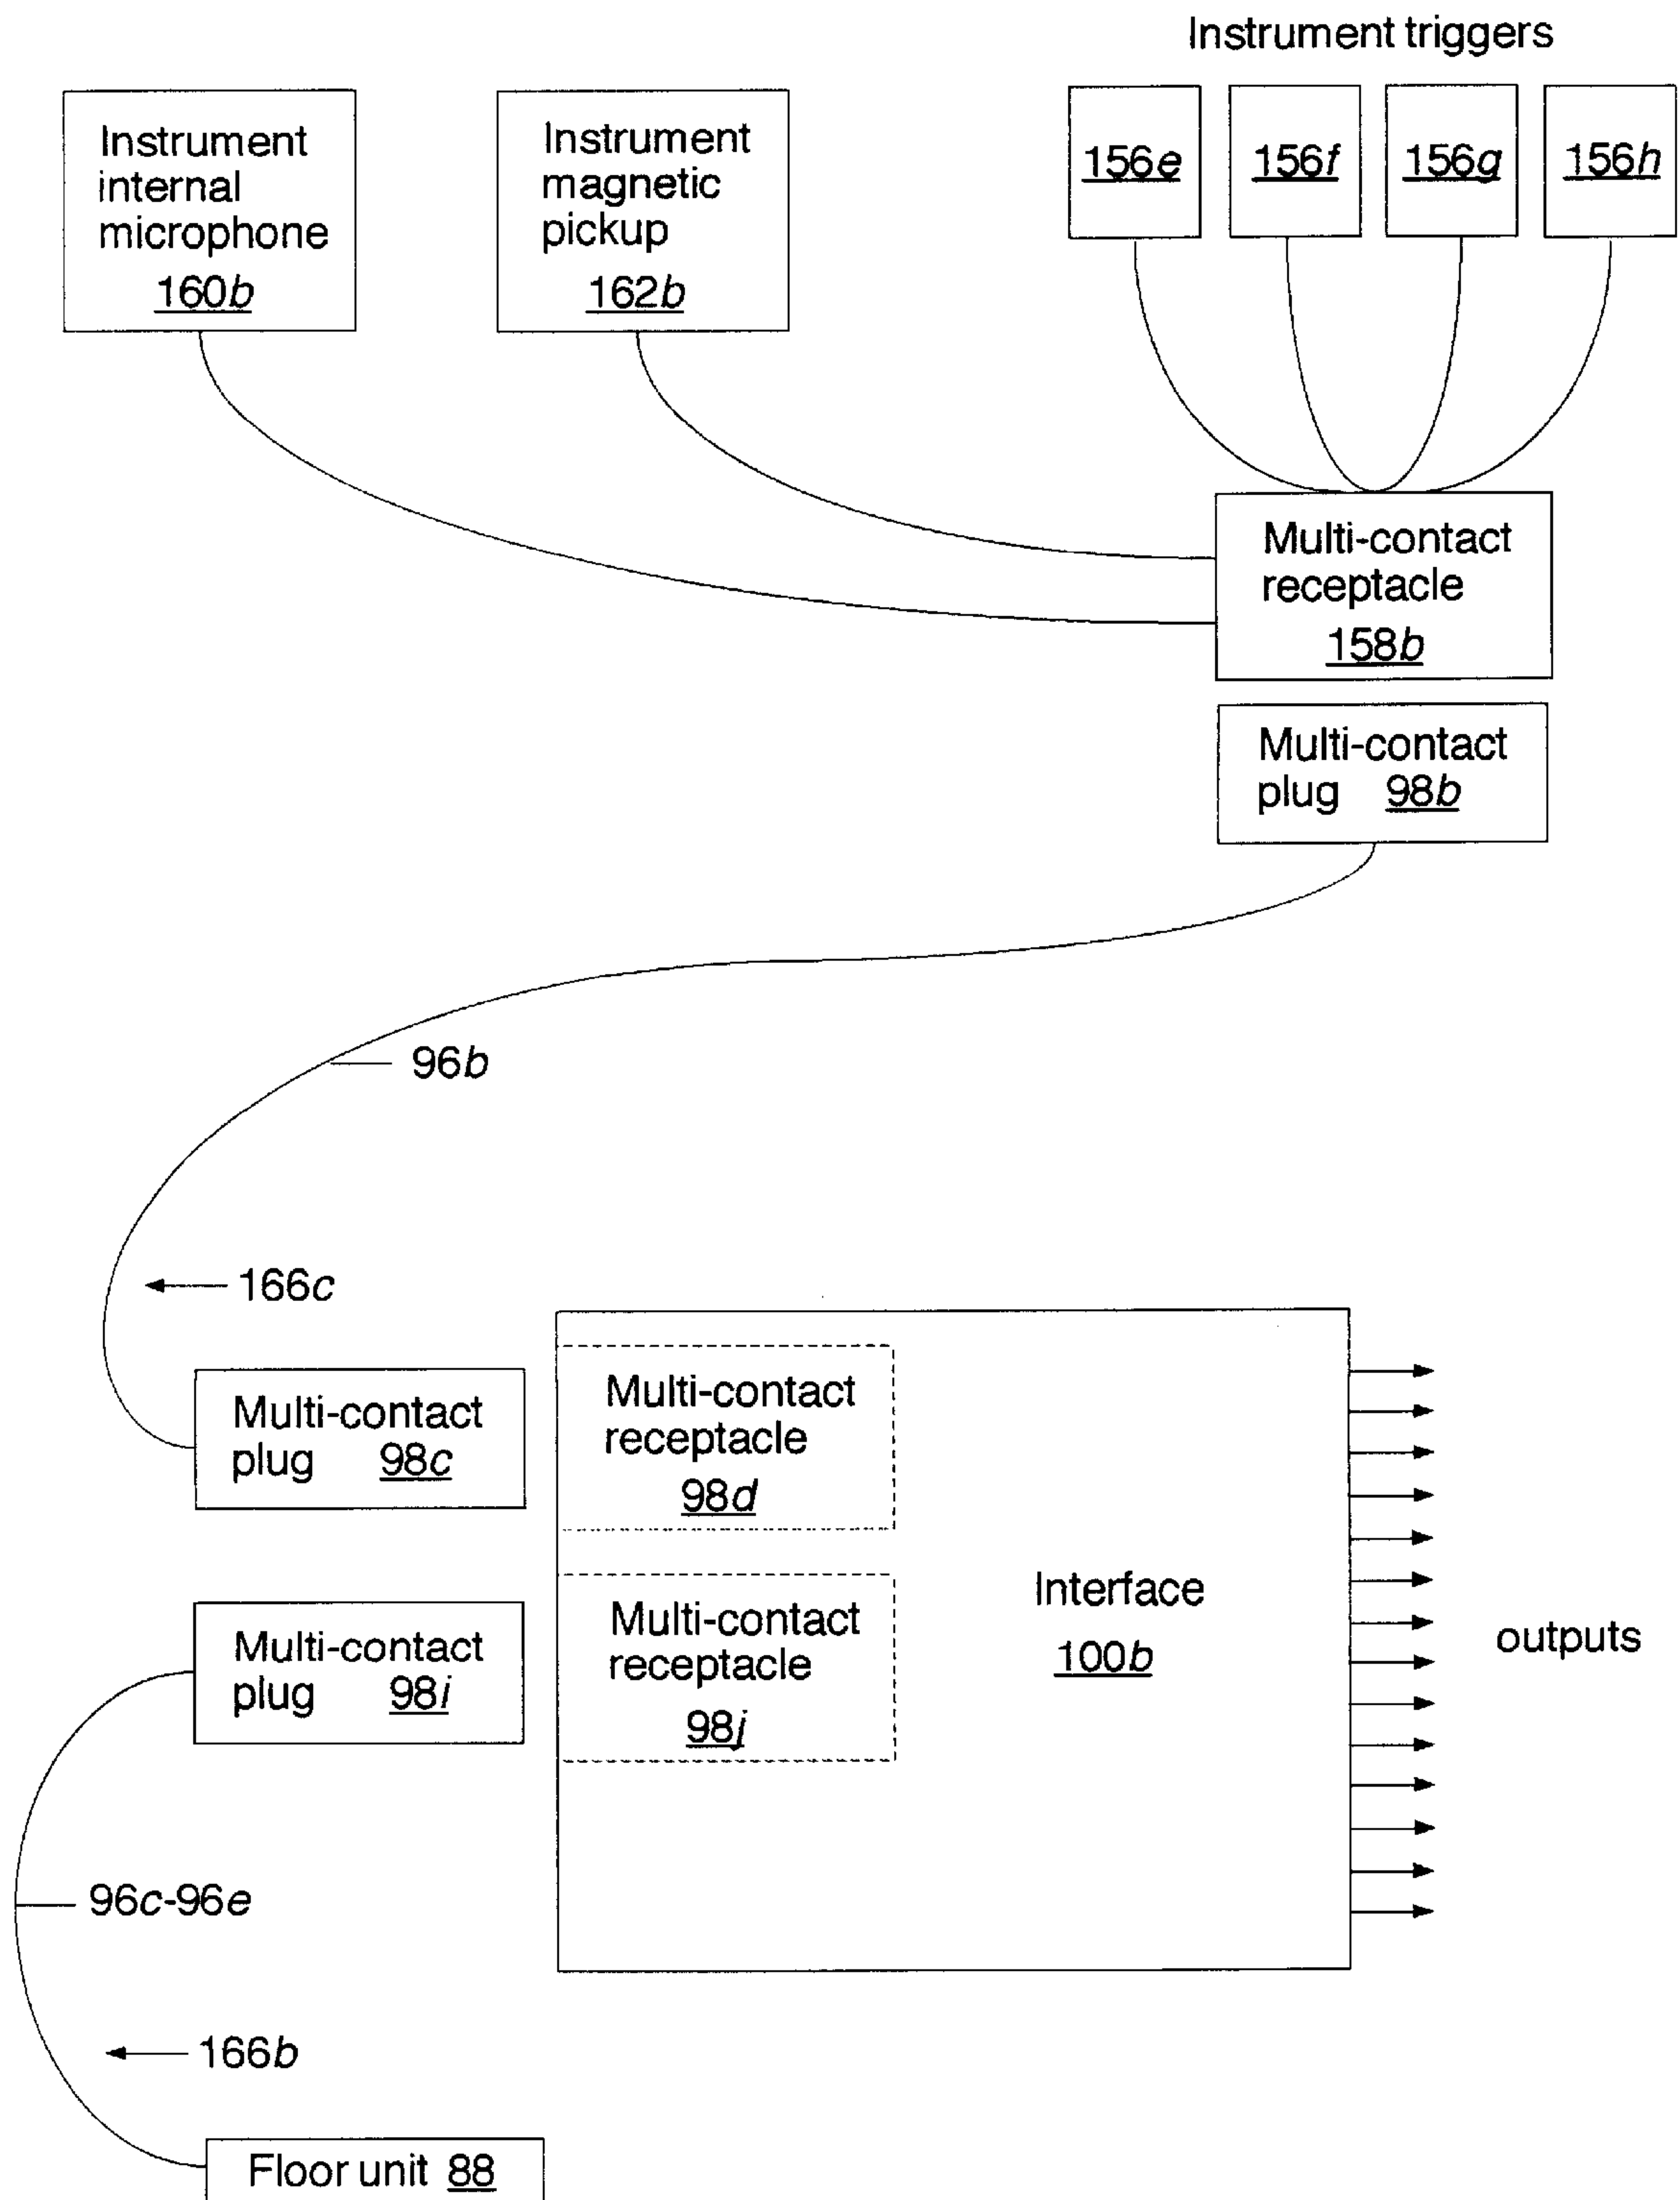 Instrument triggers
Instrument
internal
microphone
160b
Instrument
magnetic
pickup
162b
156e
156f
156g
156h
Multi-contact
receptacle
158b
Multi-contact
plug 98b
96b
166c
Multi-contact
plug 98c
Multi-contact
receptacle
98d
Multi-contact
plug 98i
Multi-contact
receptacle
98j
Interface
100b
outputs
96c-96e
166b
Floor unit 88